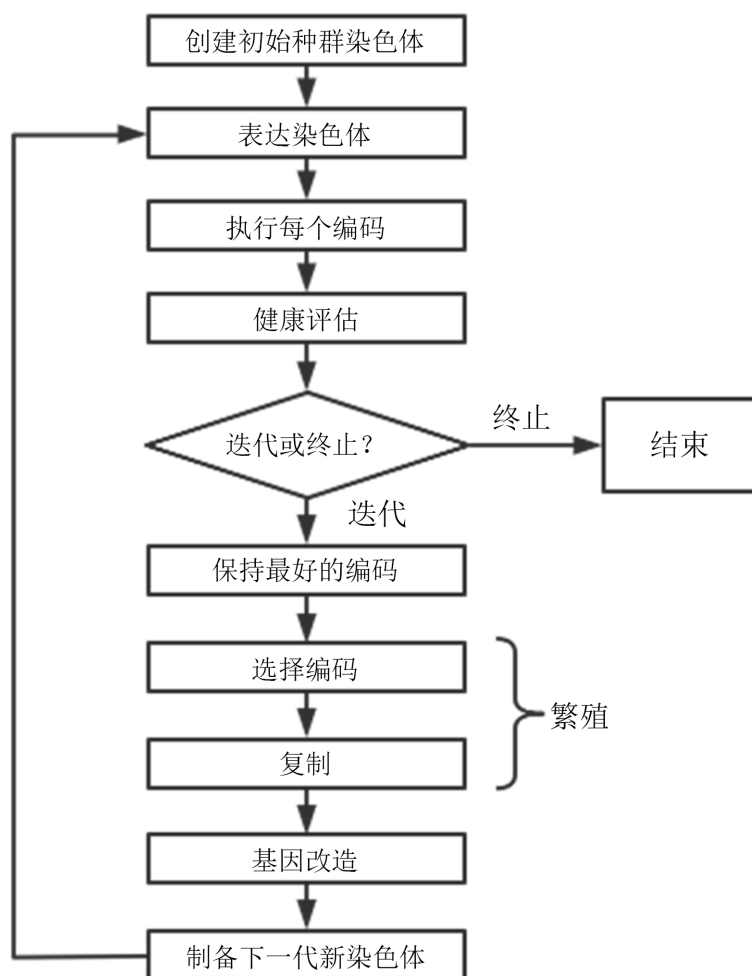 创建初始种群染色体
表达染色体
执行每个编码
健康评估
迭代或终止？
终止
结束
迭代
保持最好的编码
选择编码
繁殖
复制
基因改造
制备下一代新染色体